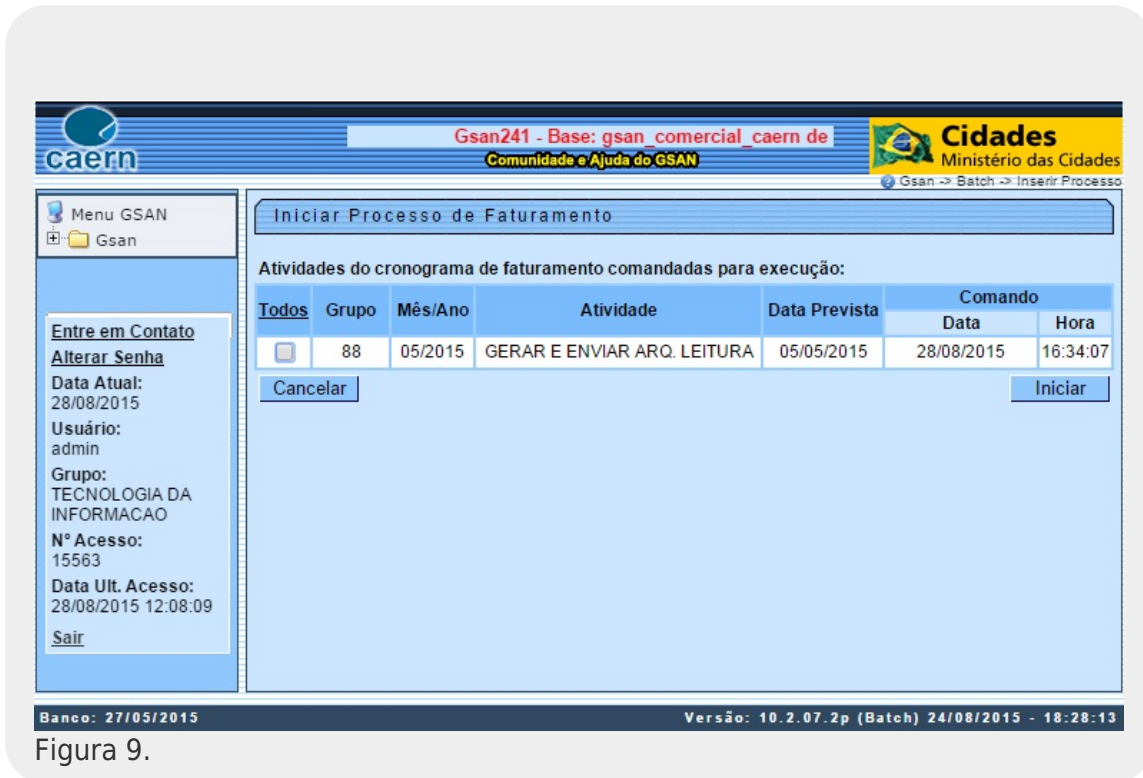 caern
Gsan241 - Base: gsan_comercial_caern de
Comunidade e Ajuda do GSAN
Cidades
Ministério das Cidades
Gsan -> Batch -> Inserir Processo
Menu GSAN
Gsan
Entre em Contato
Alterar Senha
Data Atual:
28/08/2015
Usuário:
admin
Grupo:
TECNOLOGIA DA
INFORMACAO
Nº Acesso:
15563
Data Ult. Acesso:
28/08/2015 12:08:09
Sair
Iniciar Processo de Faturamento
Atividades do cronograma de faturamento comandadas para execução:
Todos Grupo Mês/Ano Atividade Data Prevista Comando
Data Hora
88 05/2015 GERAR E ENVIAR ARQ. LEITURA 05/05/2015 28/08/2015 16:34:07
Cancelar Iniciar
Banco: 27/05/2015 Versão: 10.2.07.2p (Batch) 24/08/2015 - 18:28:13
Figura 9.